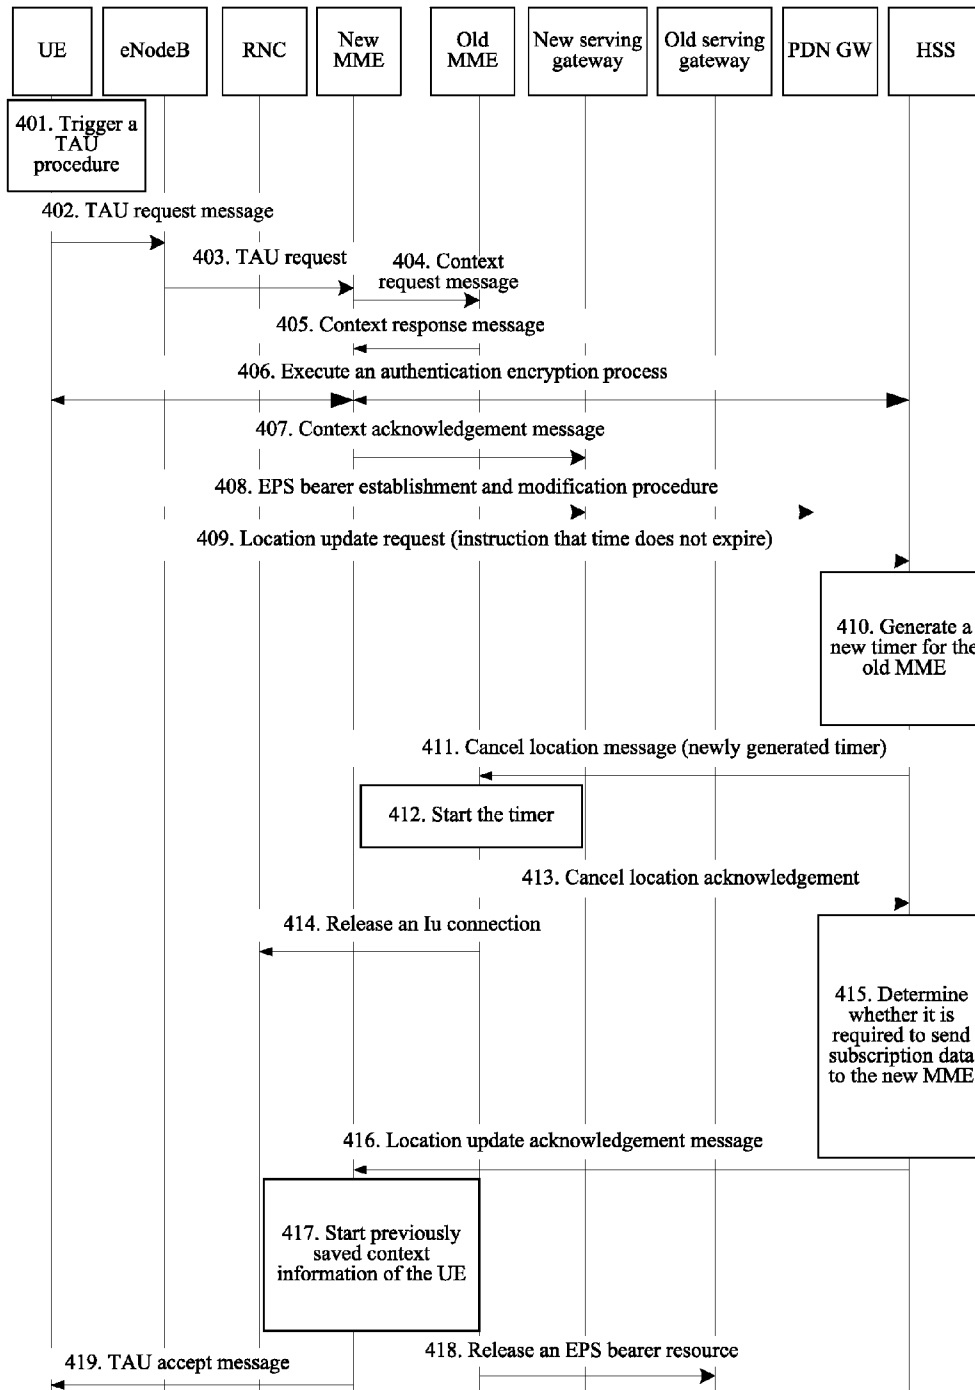 UE
eNodeB
RNC
New
MME
Old
MME
New serving
gateway
Old serving
gateway
PDN GW
HSS
401. Trigger a
TAU
procedure
402. TAU request message
403. TAU request
404. Context
request message
405. Context response message
406. Execute an authentication encryption process
407. Context acknowledgement message
408. EPS bearer establishment and modification procedure
409. Location update request (instruction that time does not expire)
410. Generate a
new timer for the
old MME
411. Cancel location message (newly generated timer)
412. Start the timer
413. Cancel location acknowledgement
414. Release an Iu connection
415. Determine
whether it is
required to send
subscription data
to the new MME
416. Location update acknowledgement message
417. Start previously
saved context
information of the UE
418. Release an EPS bearer resource
419. TAU accept message